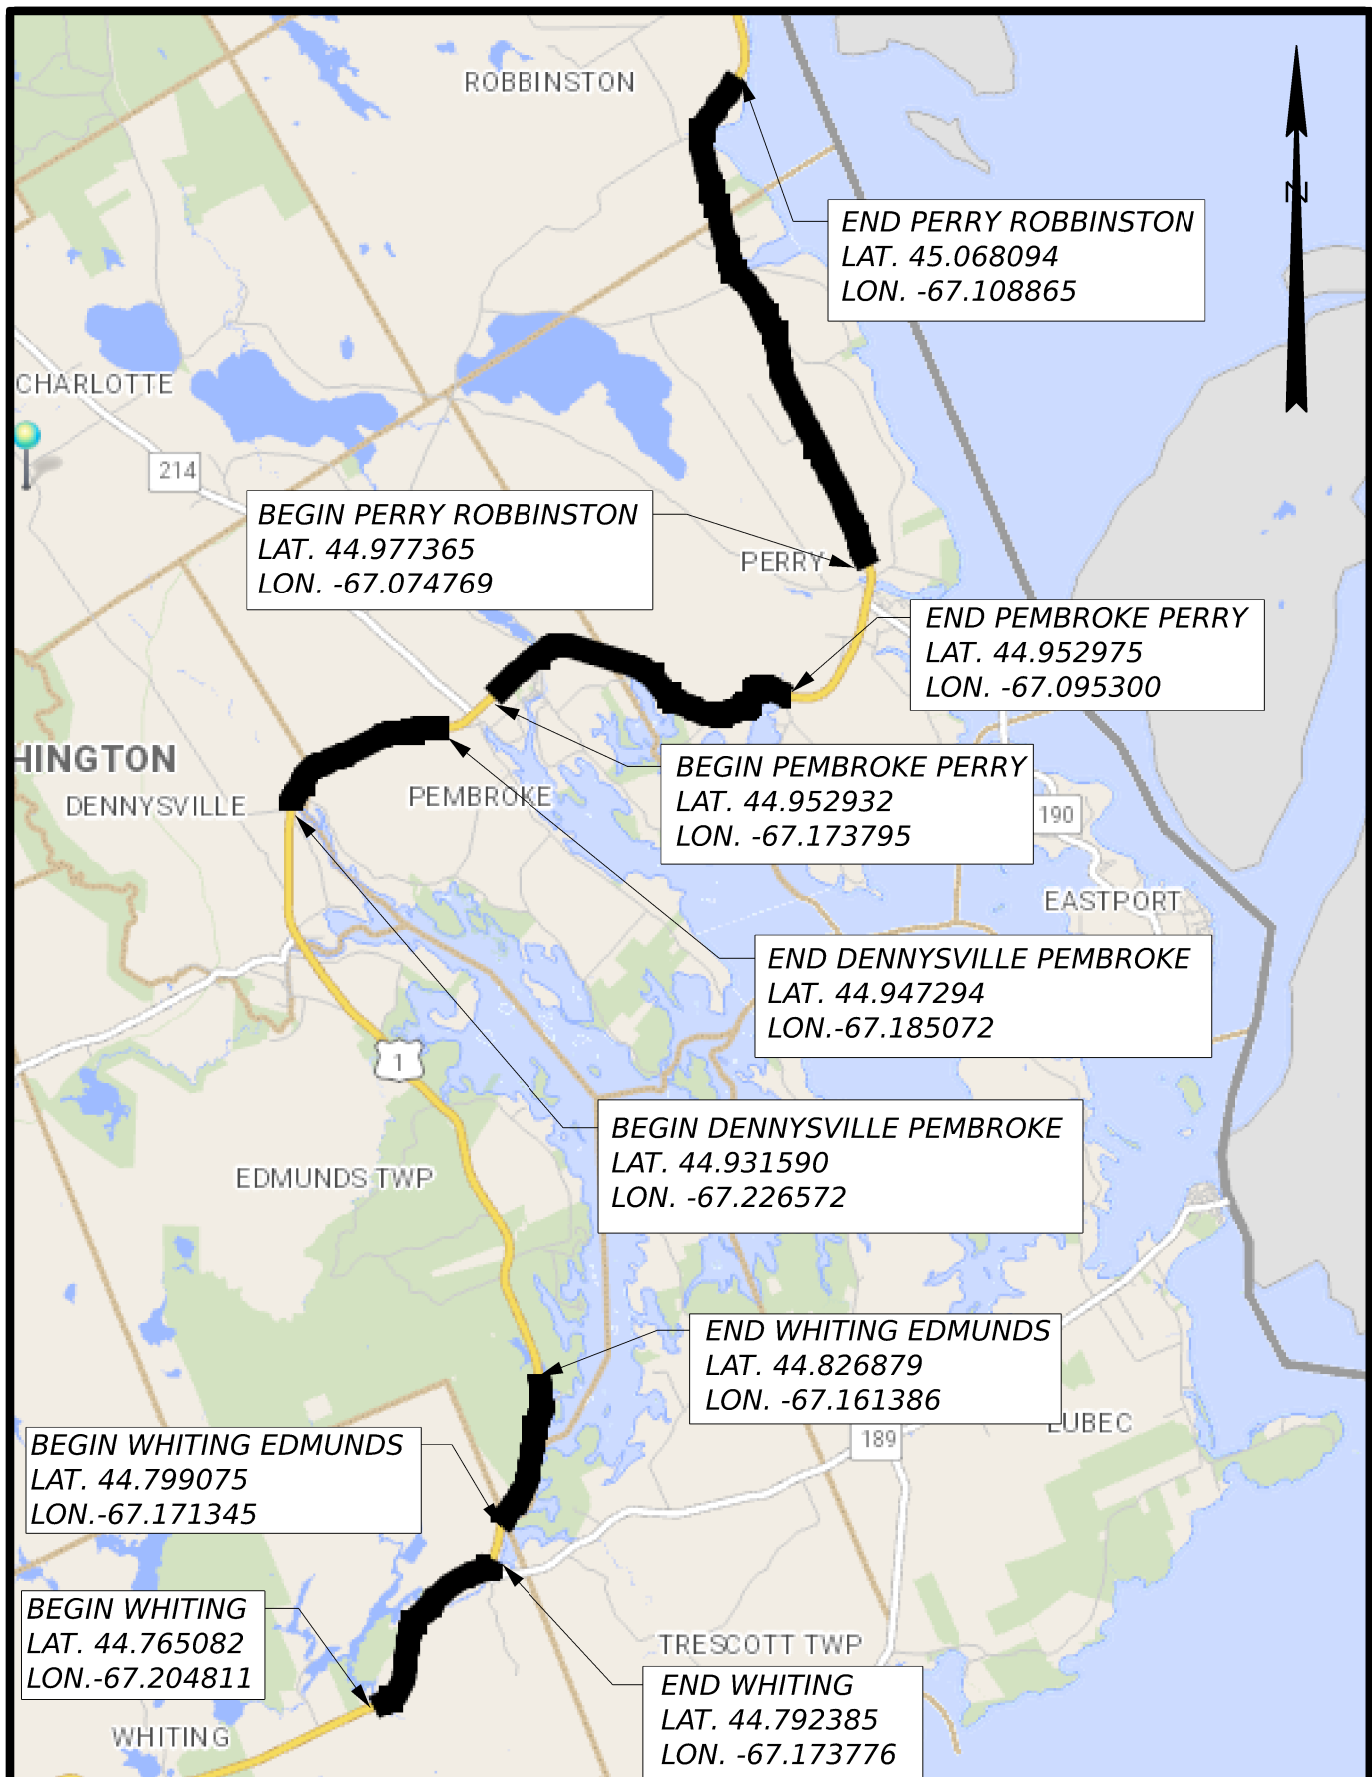 ROBBINSTON
N
END PERRY ROBBINSTON
LAT. 45.068094
LON. -67.108865
CHARLOTTE
214
BEGIN PERRY ROBBINSTON
LAT. 44.977365
LON. -67.074769
PERRY
END PEMBROKE PERRY
LAT. 44.952975
LON. -67.095300
HINGTON
DENNYSVILLE
PEMBROKE
BEGIN PEMBROKE PERRY
LAT. 44.952932
LON. -67.173795
190
EASTPORT
END DENNYSVILLE PEMBROKE
LAT. 44.947294
LON.-67.185072
1
BEGIN DENNYSVILLE PEMBROKE
LAT. 44.931590
LON. -67.226572
EDMUNDS TWP
END WHITING EDMUNDS
LAT. 44.826879
LON. -67.161386
LUBEC
189
BEGIN WHITING EDMUNDS
LAT. 44.799075
LON.-67.171345
BEGIN WHITING
LAT. 44.765082
LON.-67.204811
TRESCOTT TWP
END WHITING
LAT. 44.792385
LON. -67.173776
WHITING